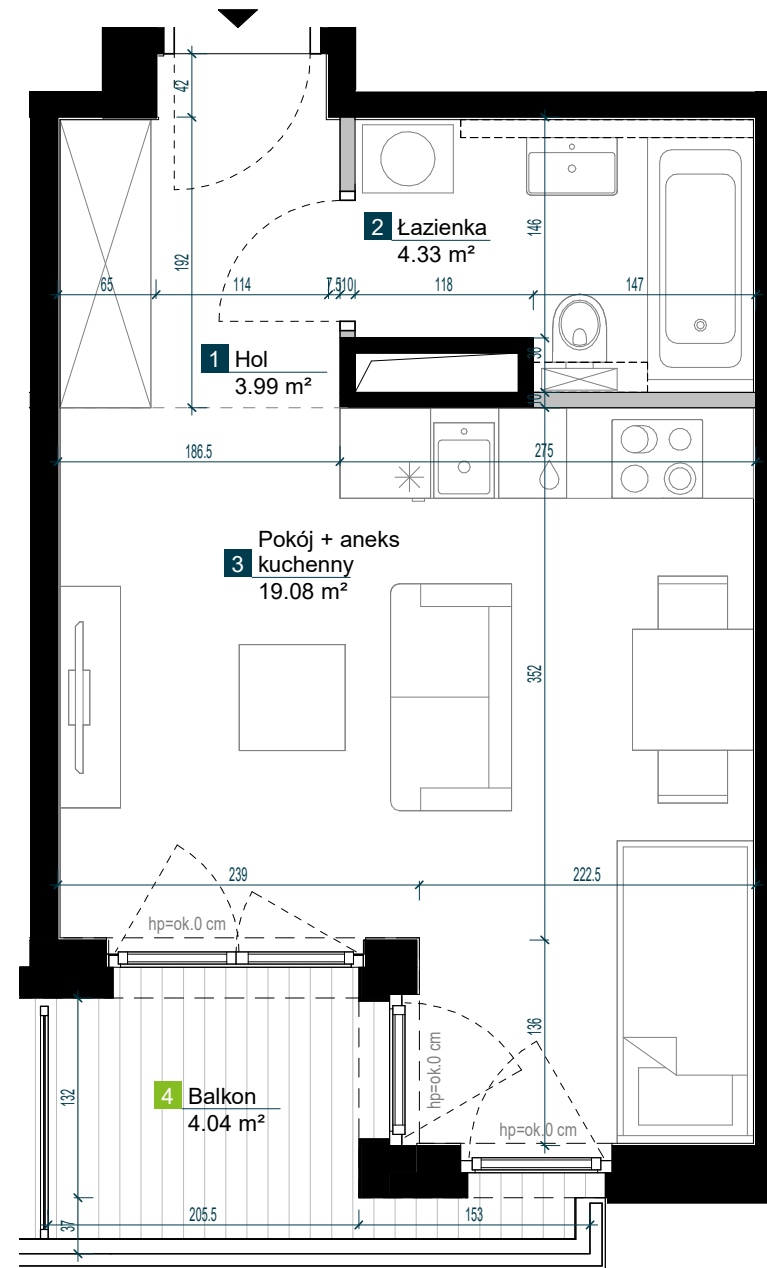 42
192
65
114
7.5
10
118
147
146
36
10
2 Łazienka
4.33 m²
1 Hol
3.99 m²
186.5
275
3 Pokój + aneks
kuchenny
19.08 m²
352
239
222.5
hp=ok.0 cm
136
hp=ok.0 cm
hp=ok.0 cm
132
4 Balkon
4.04 m²
37
205.5
153